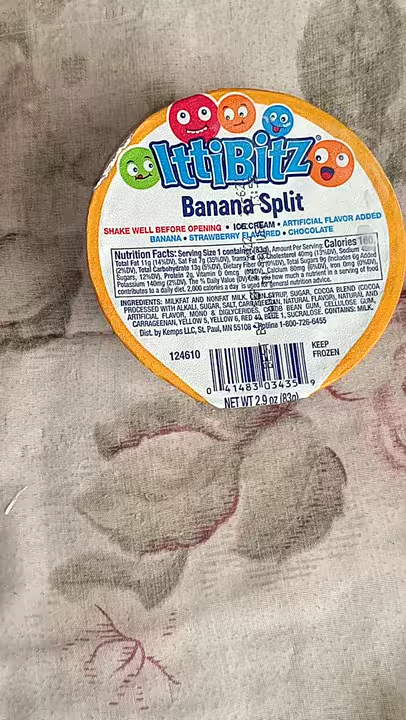 IttiBitz
Banana Split
SHAKE WELL BEFORE OPENING • ICE CREAM • ARTIFICIAL FLAVOR ADDED
BANANA • STRAWBERRY FLAVORED • CHOCOLATE
Nutrition Facts: Serving Size 1 container (83g), Amount Per Serving: Calories 160,
Total Fat 11g (14%DV), Sat Fat 7g (35%DV), Trans Fat 0g, Cholesterol 40mg (13%DV), Sodium
(2%DV), Total Carbohydrate 13g (5%DV), Dietary Fiber 0g (0%DV), Total Sugars 9g (Includes 6g Added
Sugars, 12%DV), Protein 2g, Vitamin D 0mcg (0%DV), Calcium 80mg (6%DV), Iron 0mg (0%DV),
Potassium 140mg (2%DV). The % Daily Value (DV) tells you how much a nutrient in a serving of food
contributes to a daily diet. 2,000 calories a day is used for general nutrition advice.
INGREDIENTS: MILKFAT AND NONFAT MILK, SYRUP, SUGAR, COCOA BLEND (COCOA
PROCESSED WITH ALKALI, SUGAR, SALT, CARRAGEENAN, NATURAL FLAVOR), NATURAL AND
ARTIFICIAL FLAVOR, MONO & DIGLYCERIDES, BEAN GUM, CELLULOSE GUM,
CARRAGEENAN, YELLOW 5, YELLOW 6, RED 40, BLUE 1, SUCRALOSE. CONTAINS: MILK.
Dist. by Kemps LLC, St. Paul, MN 55108 • Hotline 1-800-726-6455
124610
KEEP
FROZEN
0 41483 03435 9
NET WT 2.9 oz (83g)